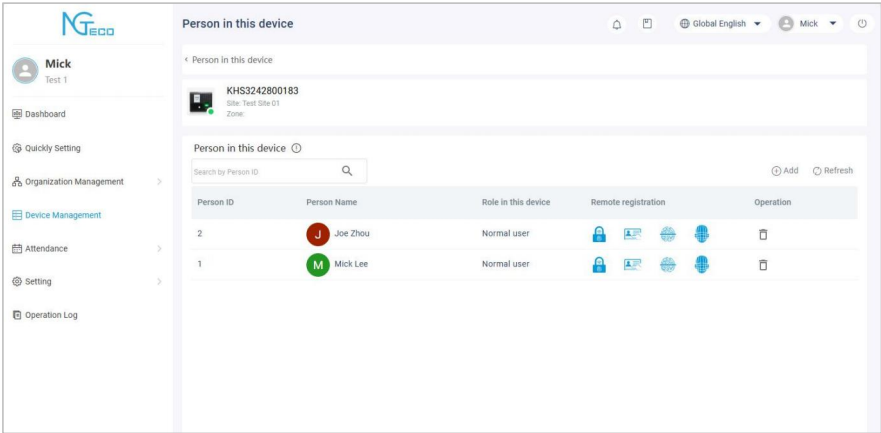 NGTECO
Person in this device
Global English
Mick
Mick
Test 1
Dashboard
Quickly Setting
Organization Management
Device Management
Attendance
Setting
Operation Log
< Person in this device
KHS3242800183
Site: Test Site 01
Zone:
Person in this device
Search by Person ID
Add
Refresh
Person ID Person Name Role in this device Remote registration Operation
2 J Joe Zhou Normal user
1 M Mick Lee Normal user